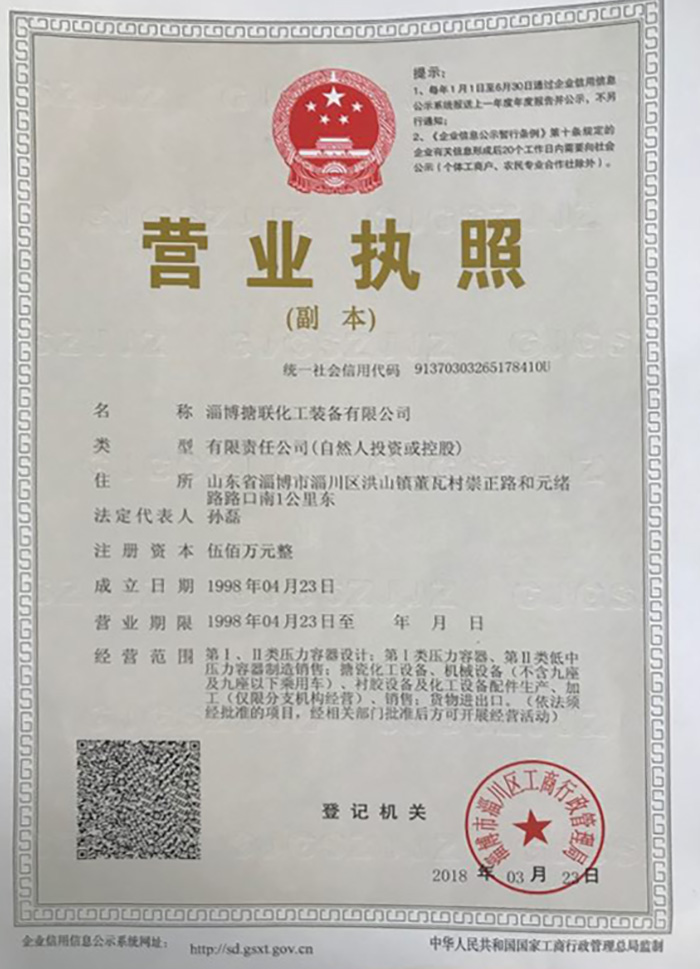 提示：
1、每年1月1日至6月30日通过企业信用信息
公示系统报送上一年度年度报告并公示，不另
行通知；
2、《企业信息公示暂行条例》第十条规定的
企业有关信息形成后20个工作日内需要向社会
公示（个体工商户、农民专业合作社除外）。
营业执照
(副 本)
统一社会信用代码 91370303265178410U
名 称 淄博搪联化工装备有限公司
类 型 有限责任公司(自然人投资或控股)
住 所 山东省淄博市淄川区洪山镇董瓦村崇正路和元绪
路路口南1公里东
法定代表人 孙磊
注册资本 伍佰万元整
成立日期 1998年04月23日
营业期限 1998年04月23日至 年 月 日
经营范围 第Ⅰ、Ⅱ类压力容器设计；第Ⅰ类压力容器、第Ⅱ类低中
压力容器制造销售；搪瓷化工设备、机械设备（不含九座
及九座以下乘用车）、衬胶设备及化工设备配件生产、加
工（仅限分支机构经营）、销售；货物进出口。（依法须
经批准的项目，经相关部门批准后方可开展经营活动）
登记机关
淄博市淄川区工商行政管理局
2018 年 03 月 23 日
企业信用信息公示系统网址： http://sd.gsxt.gov.cn
中华人民共和国国家工商行政管理总局监制